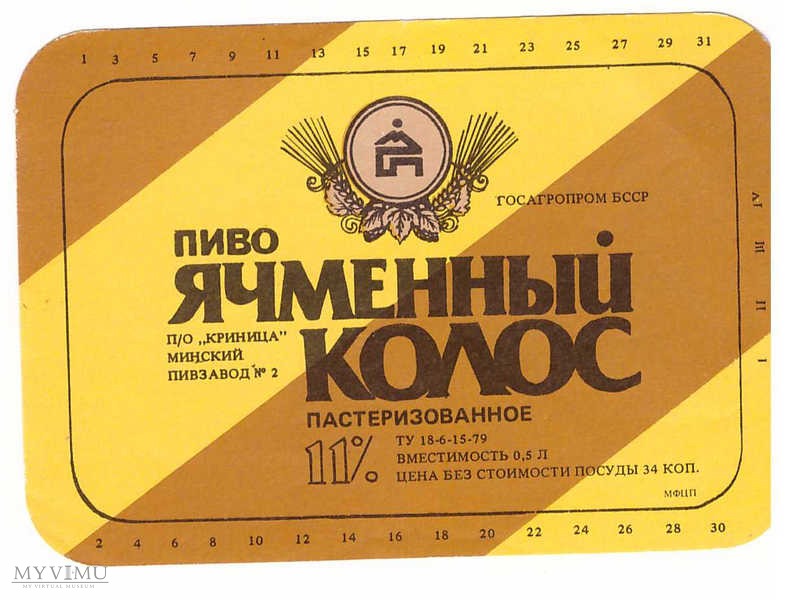 1 3 5 7 9 11 13 15 17 19 21 23 25 27 29 31
ГОСАГРОПРОМ БССР
ПИВО
ЯЧМЕННЫЙ
КОЛОС
П/О „КРИНИЦА"
МИНСКИЙ
ПИВЗАВОД № 2
ПАСТЕРИЗОВАННОЕ
11%
ТУ 18-6-15-79
ВМЕСТИМОСТЬ 0,5 Л
ЦЕНА БЕЗ СТОИМОСТИ ПОСУДЫ 34 КОП.
МФЦП
I II III IV
2 4 6 8 10 12 14 16 18 20 22 24 26 28 30
MYVIMU
MY VIRTUAL MUSEUM